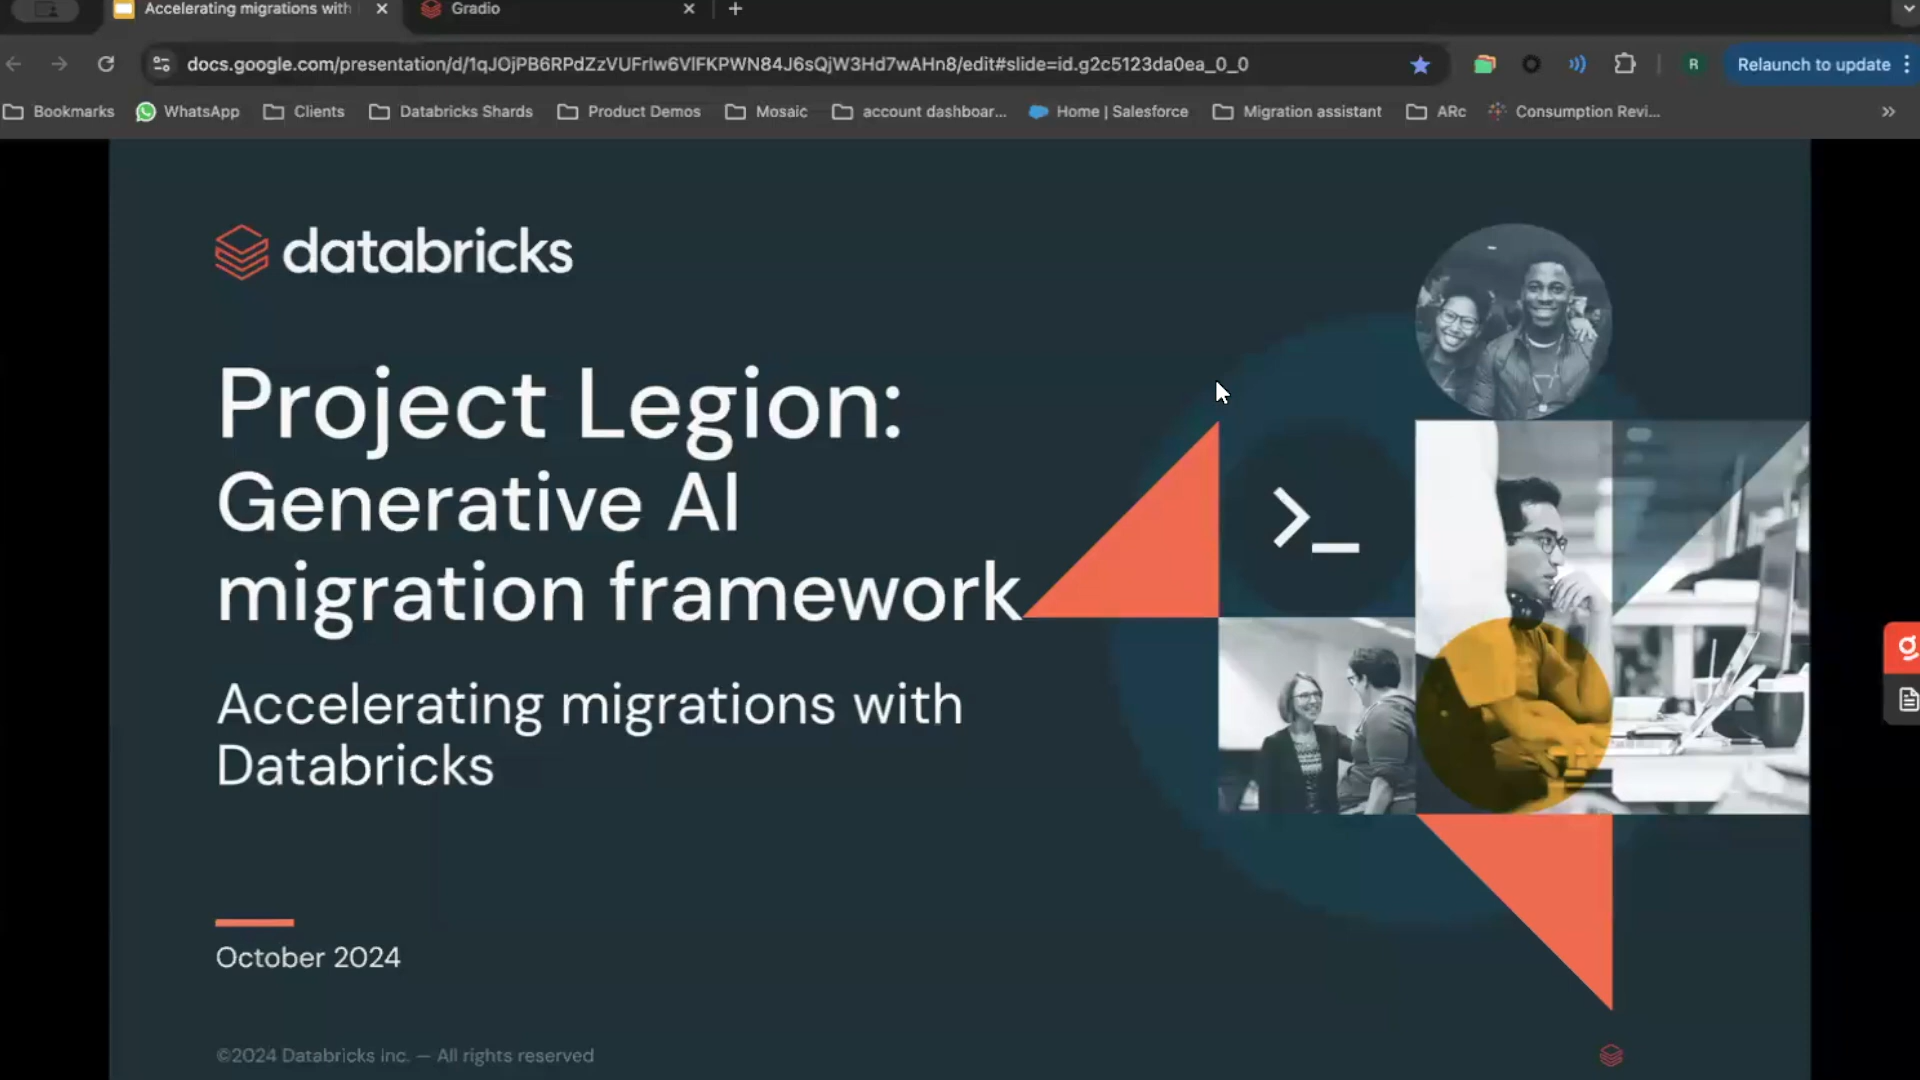 Accelerating migrations with
Gradio
docs.google.com/presentation/d/1qJOjPB6RPdZzVUFrIw6VlFKPWN84J6sQjW3Hd7wAHn8/edit#slide=id.g2c5123da0ea_0_0
R
Relaunch to update
Bookmarks
WhatsApp
Clients
Databricks Shards
Product Demos
Mosaic
account dashboar...
Home | Salesforce
Migration assistant
ARc
Consumption Revi...
databricks
Project Legion:
Generative AI
migration framework
>_
Accelerating migrations with
Databricks
October 2024
©2024 Databricks Inc. — All rights reserved